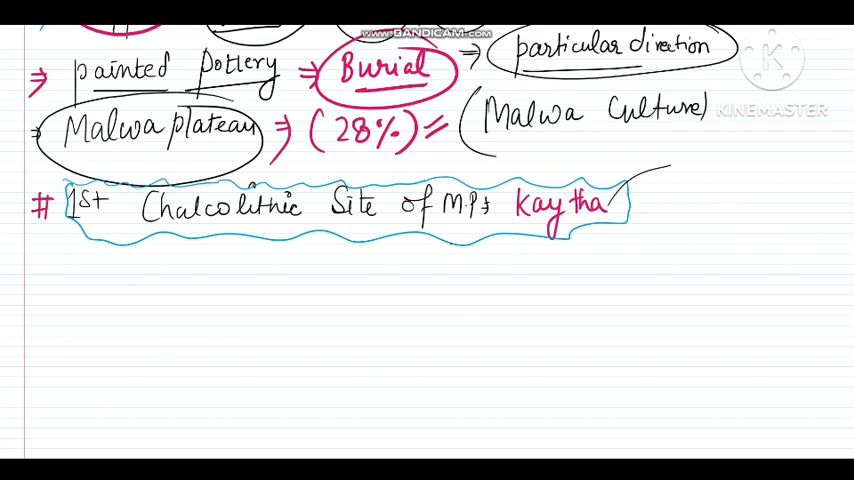 www.BANDICAM.com
⇒ painted pottery ⇒ Burial ⇒ particular direction
⇒ Malwa plateau ⇒ (28%) = (Malwa Culture)
KINEMASTER
# 1st Chalcolithic Site of M.P: Kaytha